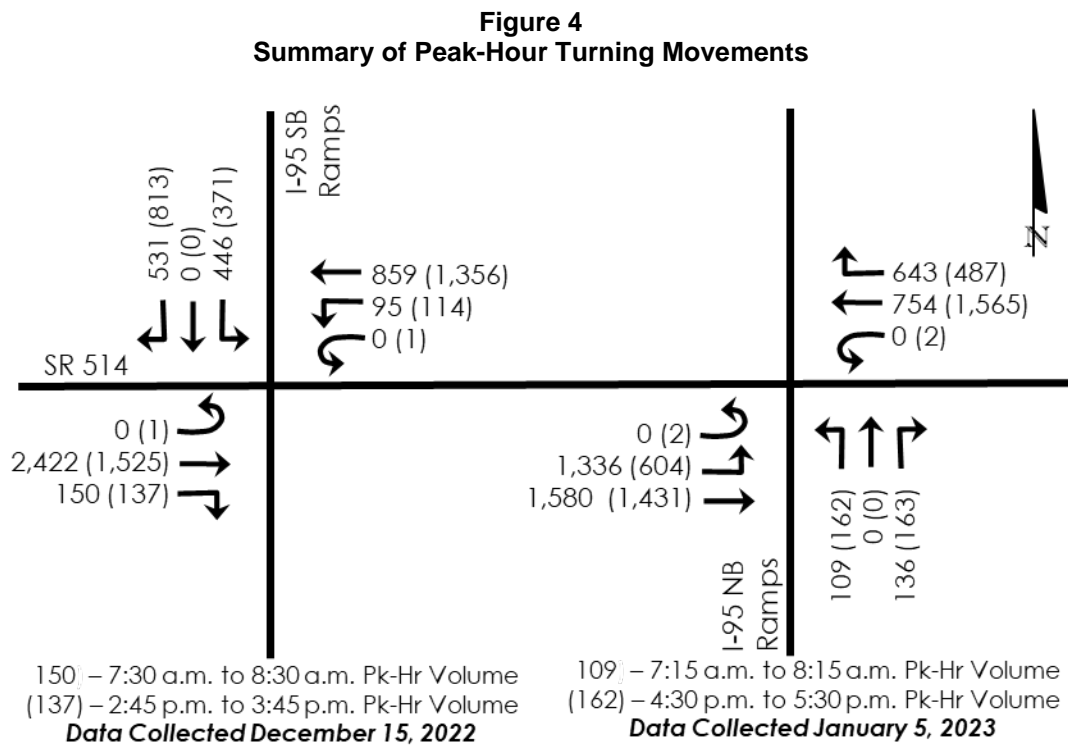 Figure 4
Summary of Peak-Hour Turning Movements
I-95 SB
Ramps
531 (813)
0 (0)
446 (371)
859 (1,356)
95 (114)
0 (1)
SR 514
0 (1)
2,422 (1,525)
150 (137)
643 (487)
754 (1,565)
0 (2)
N
0 (2)
1,336 (604)
1,580 (1,431)
109 (162)
0 (0)
136 (163)
I-95 NB
Ramps
150) – 7:30 a.m. to 8:30 a.m. Pk-Hr Volume
(137) – 2:45 p.m. to 3:45 p.m. Pk-Hr Volume
Data Collected December 15, 2022
109) – 7:15 a.m. to 8:15 a.m. Pk-Hr Volume
(162) – 4:30 p.m. to 5:30 p.m. Pk-Hr Volume
Data Collected January 5, 2023